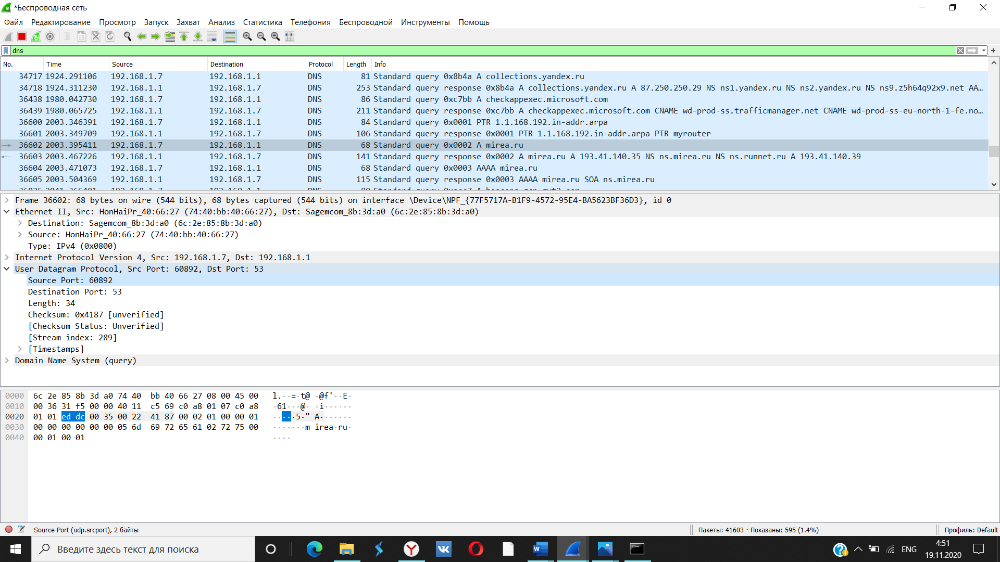 *Беспроводная сеть
Файл Редактирование Просмотр Запуск Захват Анализ Статистика Телефония Беспроводной Инструменты Помощь
dns
No. Time Source Destination Protocol Length Info
34717 1924.291106 192.168.1.7 192.168.1.1 DNS 81 Standard query 0x8b4a A collections.yandex.ru
34718 1924.311230 192.168.1.1 192.168.1.7 DNS 253 Standard query response 0x8b4a A collections.yandex.ru A 87.250.250.29 NS ns1.yandex.ru NS ns2.yandex.ru NS ns9.z5h64q92x9.net AA…
36438 1980.042730 192.168.1.7 192.168.1.1 DNS 86 Standard query 0xc7bb A checkappexec.microsoft.com
36439 1980.065725 192.168.1.1 192.168.1.7 DNS 211 Standard query response 0xc7bb A checkappexec.microsoft.com CNAME wd-prod-ss.trafficmanager.net CNAME wd-prod-ss-eu-north-1-fe.no…
36600 2003.346391 192.168.1.7 192.168.1.1 DNS 84 Standard query 0x0001 PTR 1.1.168.192.in-addr.arpa
36601 2003.349709 192.168.1.1 192.168.1.7 DNS 106 Standard query response 0x0001 PTR 1.1.168.192.in-addr.arpa PTR myrouter
36602 2003.395411 192.168.1.7 192.168.1.1 DNS 68 Standard query 0x0002 A mirea.ru
36603 2003.467226 192.168.1.1 192.168.1.7 DNS 141 Standard query response 0x0002 A mirea.ru A 193.41.140.35 NS ns.mirea.ru NS ns.runnet.ru A 193.41.140.39
36604 2003.471073 192.168.1.7 192.168.1.1 DNS 68 Standard query 0x0003 AAAA mirea.ru
36605 2003.504369 192.168.1.1 192.168.1.7 DNS 115 Standard query response 0x0003 AAAA mirea.ru SOA ns.mirea.ru
Frame 36602: 68 bytes on wire (544 bits), 68 bytes captured (544 bits) on interface \Device\NPF_{77F5717A-B1F9-4572-95E4-BA5623BF36D3}, id 0
Ethernet II, Src: HonHaiPr_40:66:27 (74:40:bb:40:66:27), Dst: Sagemcom_8b:3d:a0 (6c:2e:85:8b:3d:a0)
Destination: Sagemcom_8b:3d:a0 (6c:2e:85:8b:3d:a0)
Source: HonHaiPr_40:66:27 (74:40:bb:40:66:27)
Type: IPv4 (0x0800)
Internet Protocol Version 4, Src: 192.168.1.7, Dst: 192.168.1.1
User Datagram Protocol, Src Port: 60892, Dst Port: 53
Source Port: 60892
Destination Port: 53
Length: 34
Checksum: 0x4187 [unverified]
[Checksum Status: Unverified]
[Stream index: 289]
[Timestamps]
Domain Name System (query)
0000 6c 2e 85 8b 3d a0 74 40 bb 40 66 27 08 00 45 00 l.··=·t@ ·@f'··E·
0010 00 36 31 f5 00 00 40 11 c5 69 c0 a8 01 07 c0 a8 ·61···@· ·i······
0020 01 01 ed dc 00 35 00 22 41 87 00 02 01 00 00 01 ·····5·" A·······
0030 00 00 00 00 00 00 05 6d 69 72 65 61 02 72 75 00 ·······m irea·ru·
0040 00 01 00 01 ····
Source Port (udp.srcport), 2 байты Пакеты: 41603 · Показаны: 595 (1.4%) Профиль: Default
Введите здесь текст для поиска ENG 4:51
19.11.2020